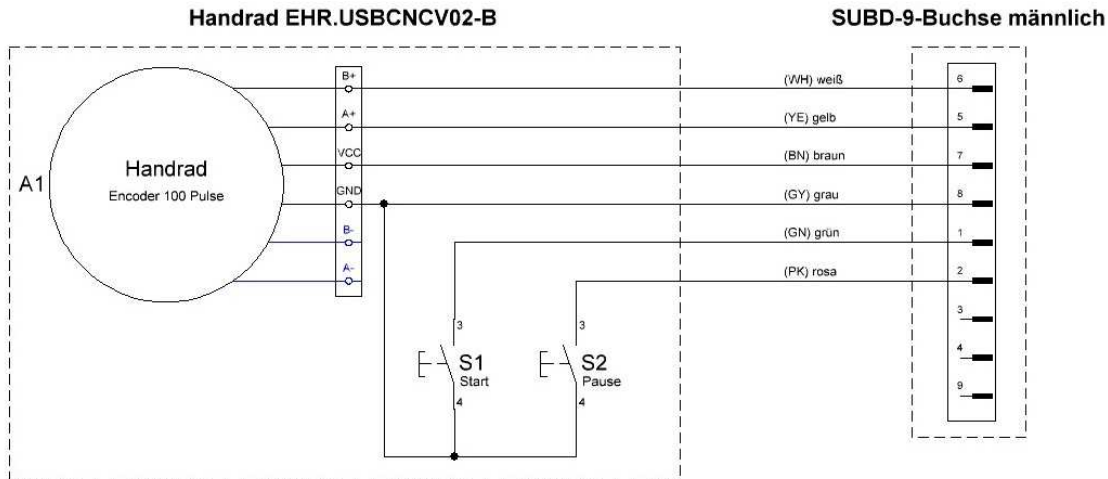 Handrad EHR.USBCNCV02-B
SUBD-9-Buchse männlich
A1
Handrad
Encoder 100 Pulse
B+
A+
VCC
GND
B-
A-
(WH) weiß
(YE) gelb
(BN) braun
(GY) grau
(GN) grün
(PK) rosa
6
5
7
8
1
2
3
4
9
3
S1
Start
4
3
S2
Pause
4